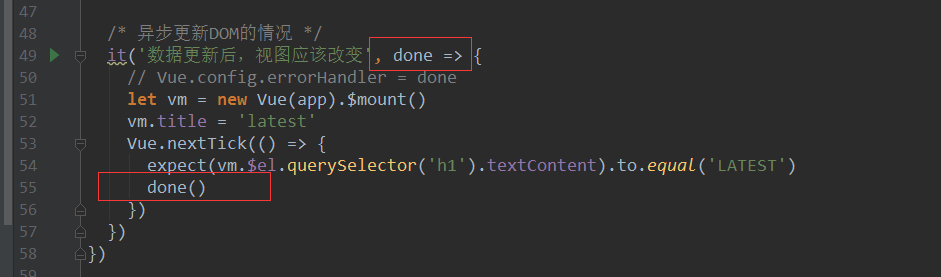 47
48 /* 异步更新DOM的情况 */
49 it('数据更新后，视图应该改变', done => {
50 // Vue.config.errorHandler = done
51 let vm = new Vue(app).$mount()
52 vm.title = 'latest'
53 Vue.nextTick(() => {
54 expect(vm.$el.querySelector('h1').textContent).to.equal('LATEST')
55 done()
56 })
57 })
58 })
59